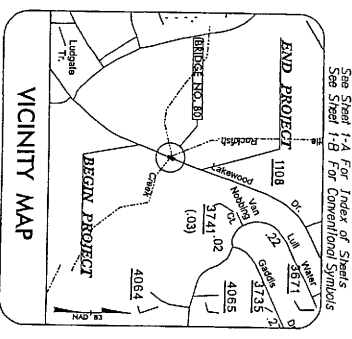 See Sheet 1-A For Index of Sheets
See Sheet 1-B For Conventional Symbols
END PROJECT
1108
BRIDGE NO. 80
Rockfish
Creek
Lakewood
Dr.
Van
Nobbing
Ct.
3741 .02
(.03)
.22
Lull
Water
Dr.
3671
Gaddis
3735
4065
4064
Ludgate
Tr.
BEGIN PROJECT
NAD 83
VICINITY MAP